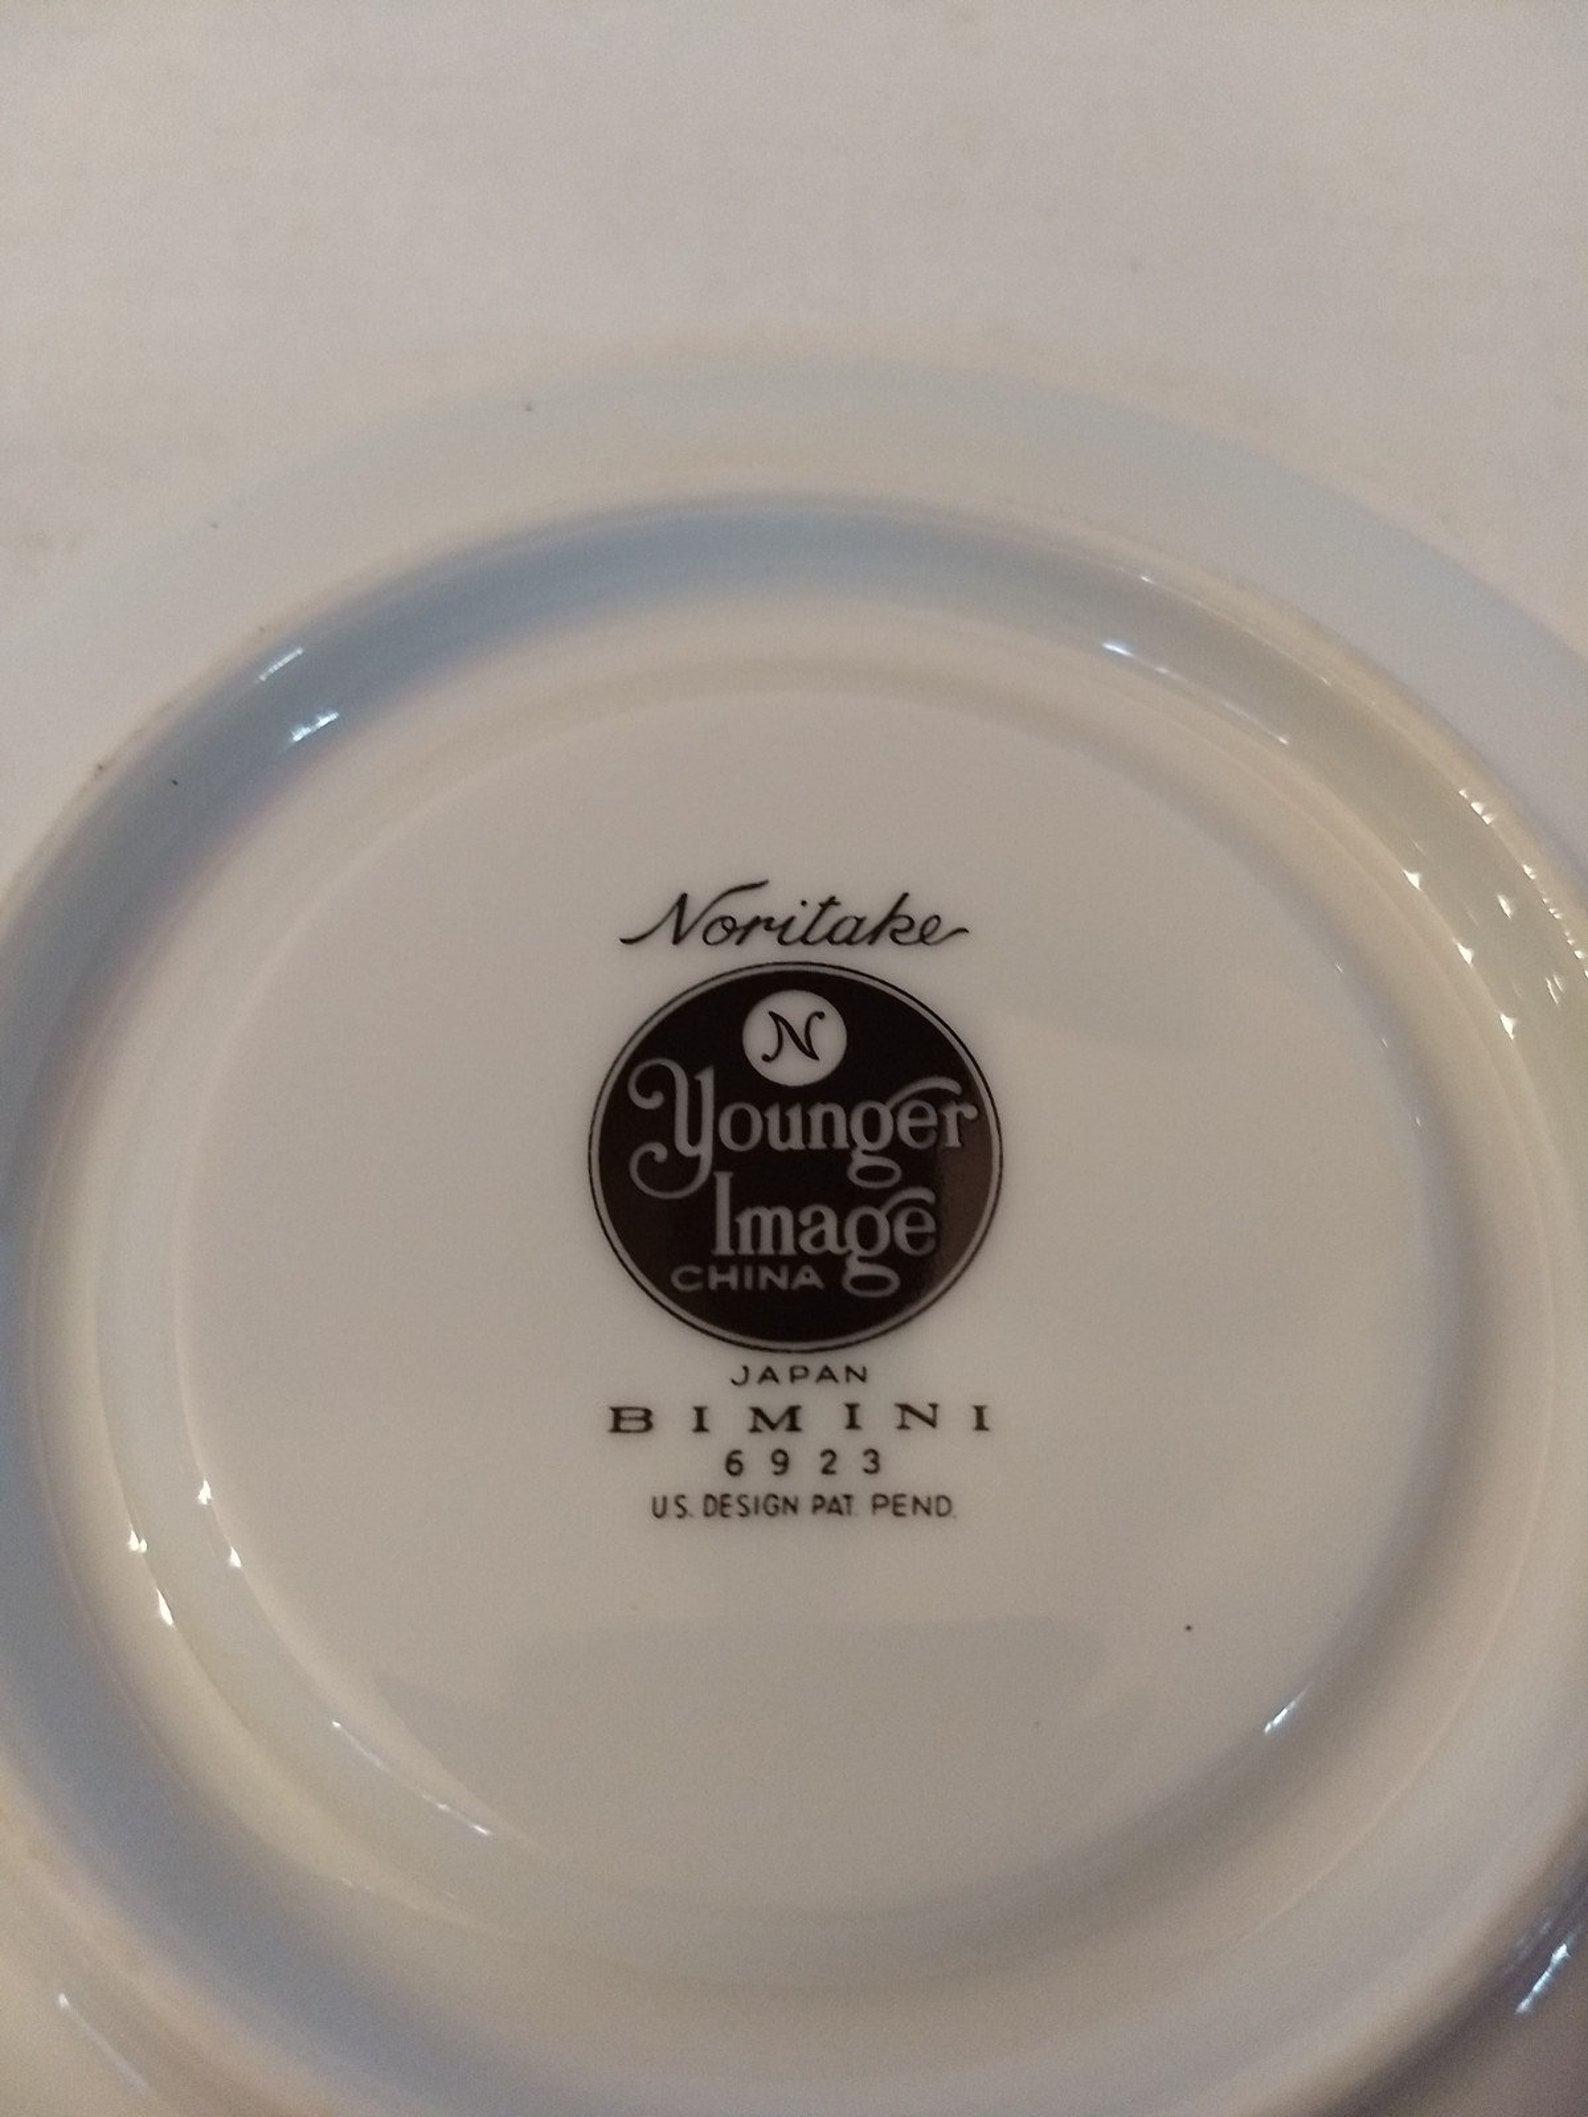 Noritake
N
Younger
Image
CHINA
JAPAN
BIMINI
6923
U.S. DESIGN PAT. PEND.